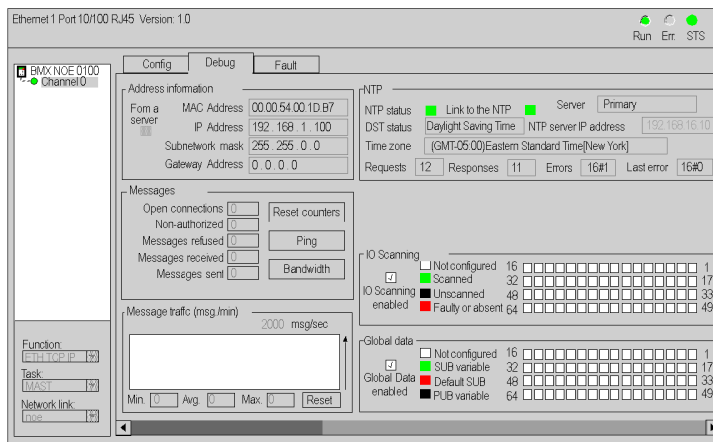 Ethernet 1 Port 10/100 RJ45 Version: 1.0
Run Err. STS
BMX NOE 0100
Channel 0
Function:
ETH TCP IP
Task:
MAST
Network link:
noe
Config Debug Fault
Address information
Fom a server
MAC Address 00.00.54.00.1D.B7
IP Address 192 . 168 . 1 . 100
Subnetwork mask 255 . 255 . 0 . 0
Gateway Address 0 . 0 . 0 . 0
Messages
Open connections 0
Non-authorized 0
Messages refused 0
Messages received 0
Messages sent 0
Reset counters
Ping
Bandwidth
Message traffc (msg./min)
2000 msg/sec
Min. 0 Avg. 0 Max. 0 Reset
NTP
NTP status Link to the NTP Server Primary
DST status Daylight Saving Time NTP server IP address 192.168.16.10
Time zone (GMT-05:00)Eastern Standard Time[New York]
Requests 12 Responses 11 Errors 16#1 Last error 16#0
IO Scanning
IO Scanning enabled
Not configured 16 1
Scanned 32 17
Unscanned 48 33
Faulty or absent 64 49
Global data
Global Data enabled
Not configured 16 1
SUB variable 32 17
Default SUB 48 33
PUB variable 64 49